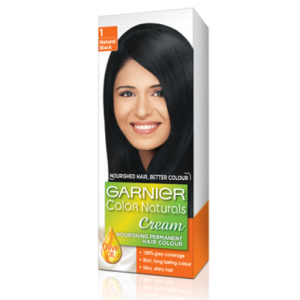 1
Natural
Black
NOURISHED HAIR, BETTER COLOUR
GARNIER
Color Naturals
Cream
NOURISHING PERMANENT
HAIR COLOUR
• 100% grey coverage
• Rich, long lasting colour
• Silky, shiny hair